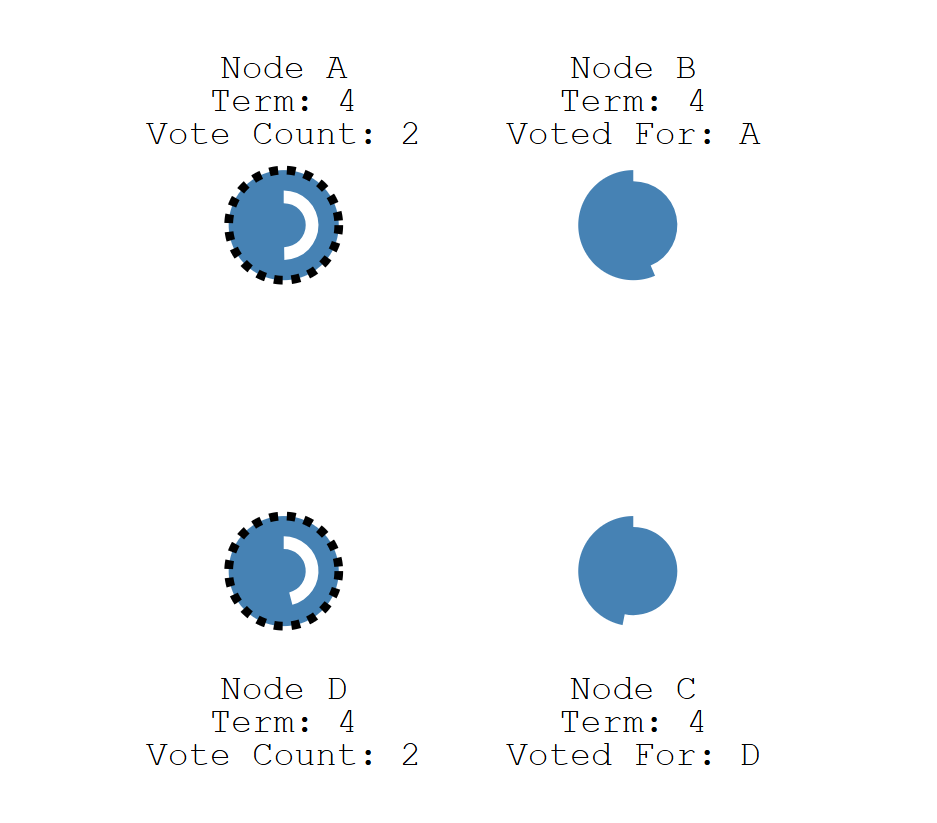 Node A
Term: 4
Vote Count: 2
Node B
Term: 4
Voted For: A
Node D
Term: 4
Vote Count: 2
Node C
Term: 4
Voted For: D